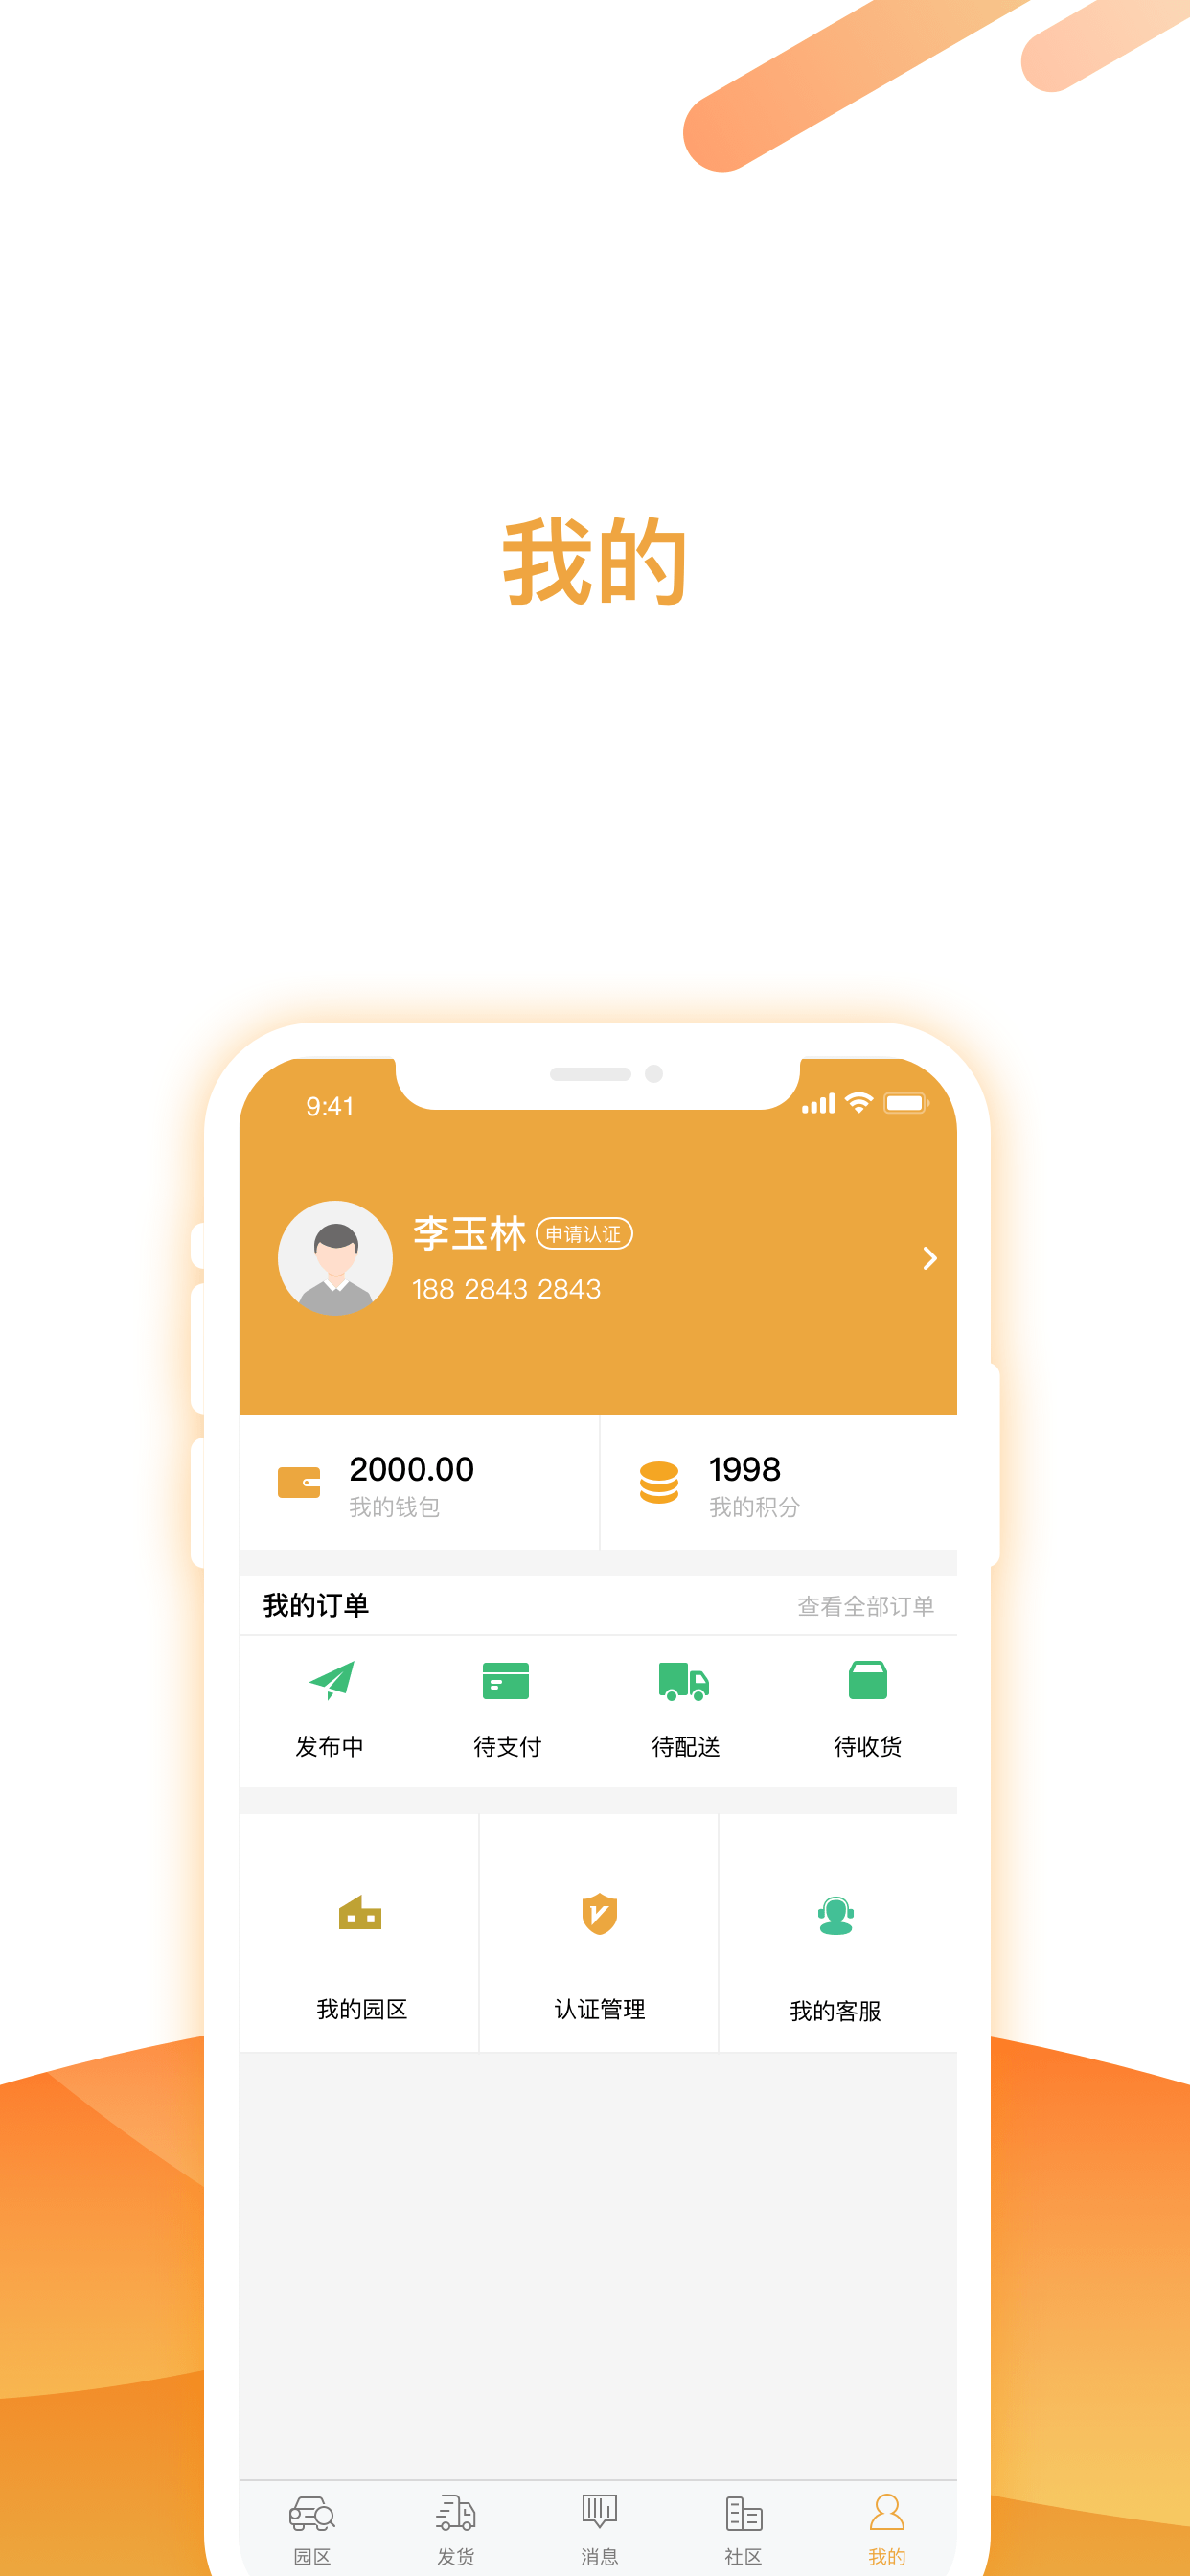 我的
9:41
李玉林 申请认证
188 2843 2843
2000.00 1998
我的钱包 我的积分
我的订单 查看全部订单
发布中 待支付 待配送 待收货
我的园区 认证管理 我的客服
园区 发货 消息 社区 我的